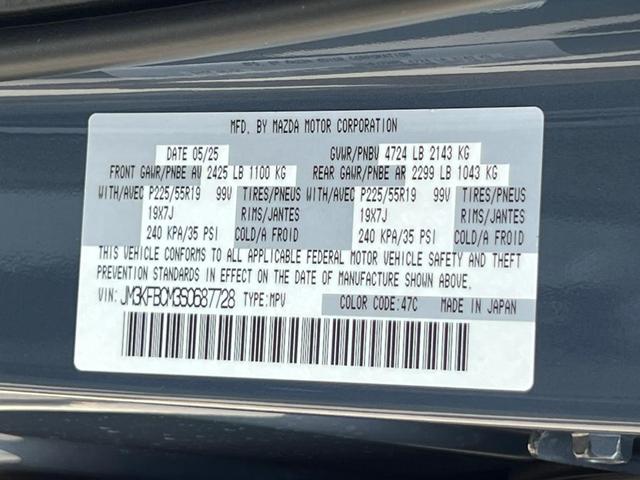 MFD. BY MAZDA MOTOR CORPORATION
DATE 05/25 GVWR/PNBV 4724 LB 2143 KG
FRONT GAWR/PNBE AV 2425 LB 1100 KG REAR GAWR/PNBE AR 2299 LB 1043 KG
WITH/AVEC P225/55R19 99V TIRES/PNEUS WITH/AVEC P225/55R19 99V TIRES/PNEUS
19X7J RIMS/JANTES 19X7J RIMS/JANTES
240 KPA/35 PSI COLD/A FROID 240 KPA/35 PSI COLD/A FROID
THIS VEHICLE CONFORMS TO ALL APPLICABLE FEDERAL MOTOR VEHICLE SAFETY AND THEFT
PREVENTION STANDARDS IN EFFECT ON THE DATE OF MANUFACTURE SHOWN ABOVE.
VIN: JM3KFBCM3S0687728 TYPE:MPV COLOR CODE:47C MADE IN JAPAN